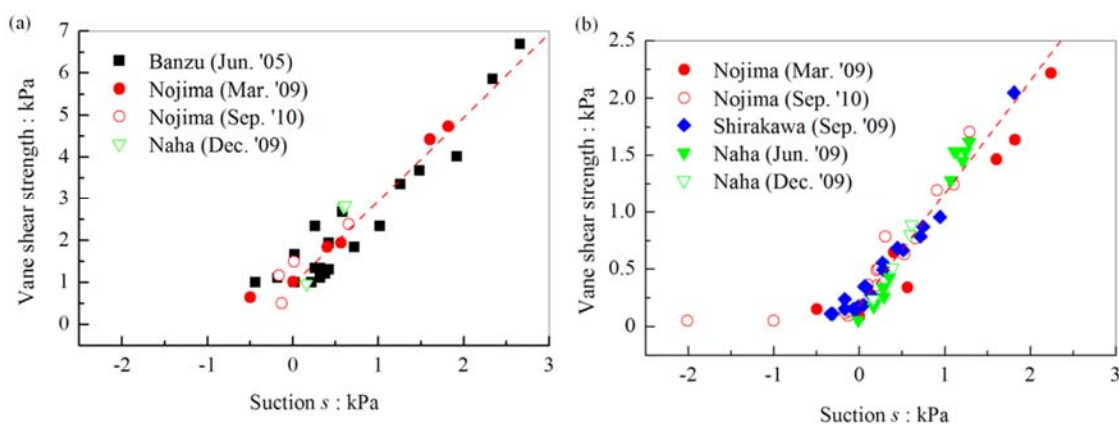 (a)
7
6
5
4
3
2
1
0
Vane shear strength : kPa
Banzu (Jun. '05)
Nojima (Mar. '09)
Nojima (Sep. '10)
Naha (Dec. '09)
-2 -1 0 1 2 3
Suction s : kPa
(b)
2.5
2.0
1.5
1.0
0.5
0
Vane shear strength : kPa
Nojima (Mar. '09)
Nojima (Sep. '10)
Shirakawa (Sep. '09)
Naha (Jun. '09)
Naha (Dec. '09)
-2 -1 0 1 2 3
Suction s : kPa